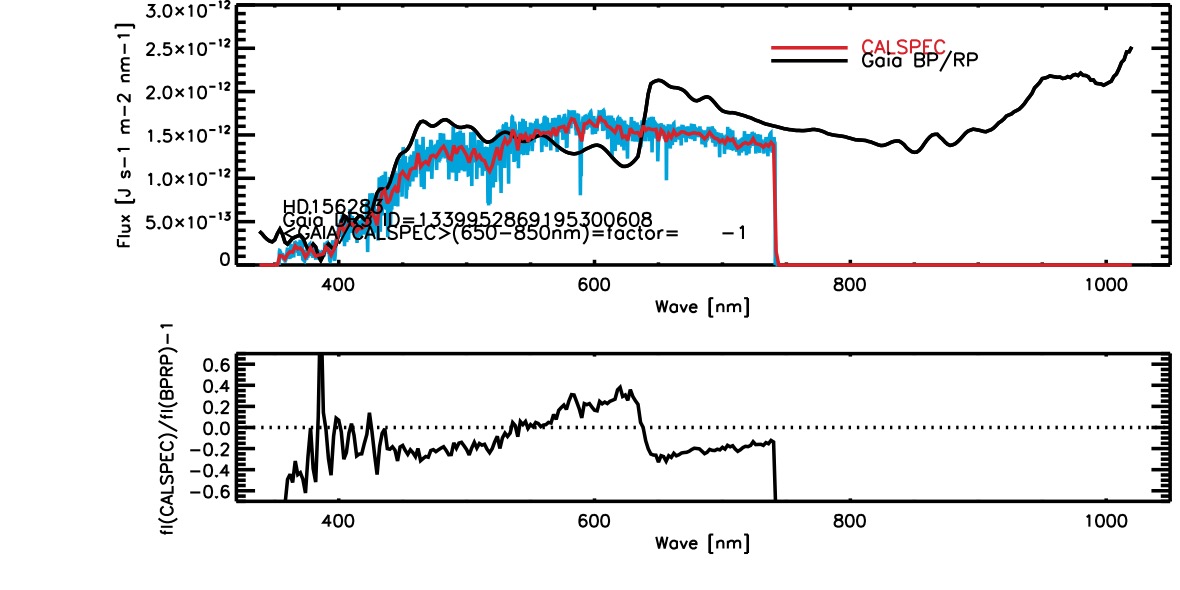 3.0×10−12
2.5×10−12
2.0×10−12
1.5×10−12
1.0×10−12
5.0×10−13
0
Flux [J s−1 m−2 nm−1]
CALSPEC
Gaia BP/RP
HD156283
Gaia DR3 ID=1339952869195300608
<GAIA/CALSPEC>(650−850nm)=factor= −1
400 600 800 1000
Wave [nm]
fl(CALSPEC)/fl(BPRP)−1
0.6
0.4
0.2
0.0
−0.2
−0.4
−0.6
400 600 800 1000
Wave [nm]